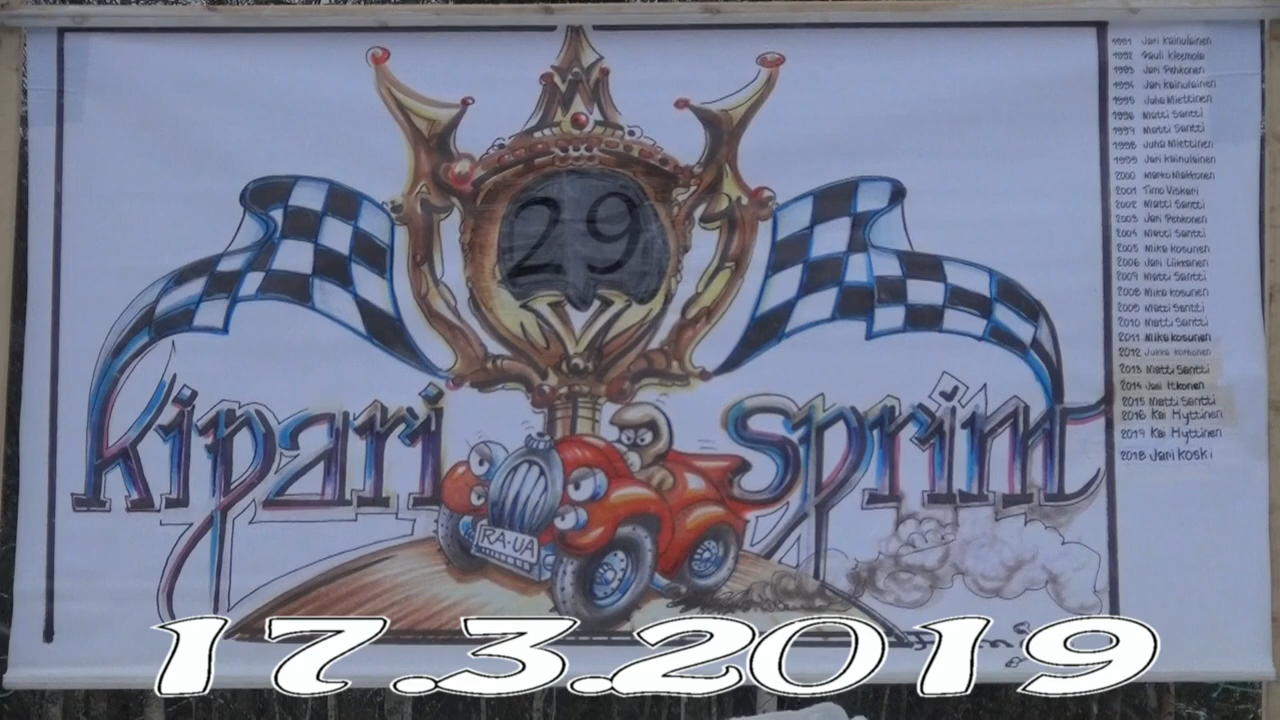 29
Kipari Sprint
RA-UA
1991 Jari Kainulainen
1992 Pauli Kleemola
1993 Jari Pehkonen
1994 Jari Kainulainen
1995 Juha Miettinen
1996 Matti Santti
1997 Matti Santti
1998 Juha Miettinen
1999 Jari Kainulainen
2000 Marko Makkonen
2001 Timo Viskari
2002 Matti Santti
2003 Jari Pehkonen
2004 Matti Santti
2005 Mika Kosunen
2006 Jari Liikkanen
2007 Matti Santti
2008 Mika Kosunen
2009 Matti Santti
2010 Matti Santti
2011 Mika Kosunen
2012 Jukka Korhonen
2013 Matti Santti
2014 Jari Itkonen
2015 Matti Santti
2016 Kai Hyttinen
2017 Kai Hyttinen
2018 Jari Koski
17.3.2019